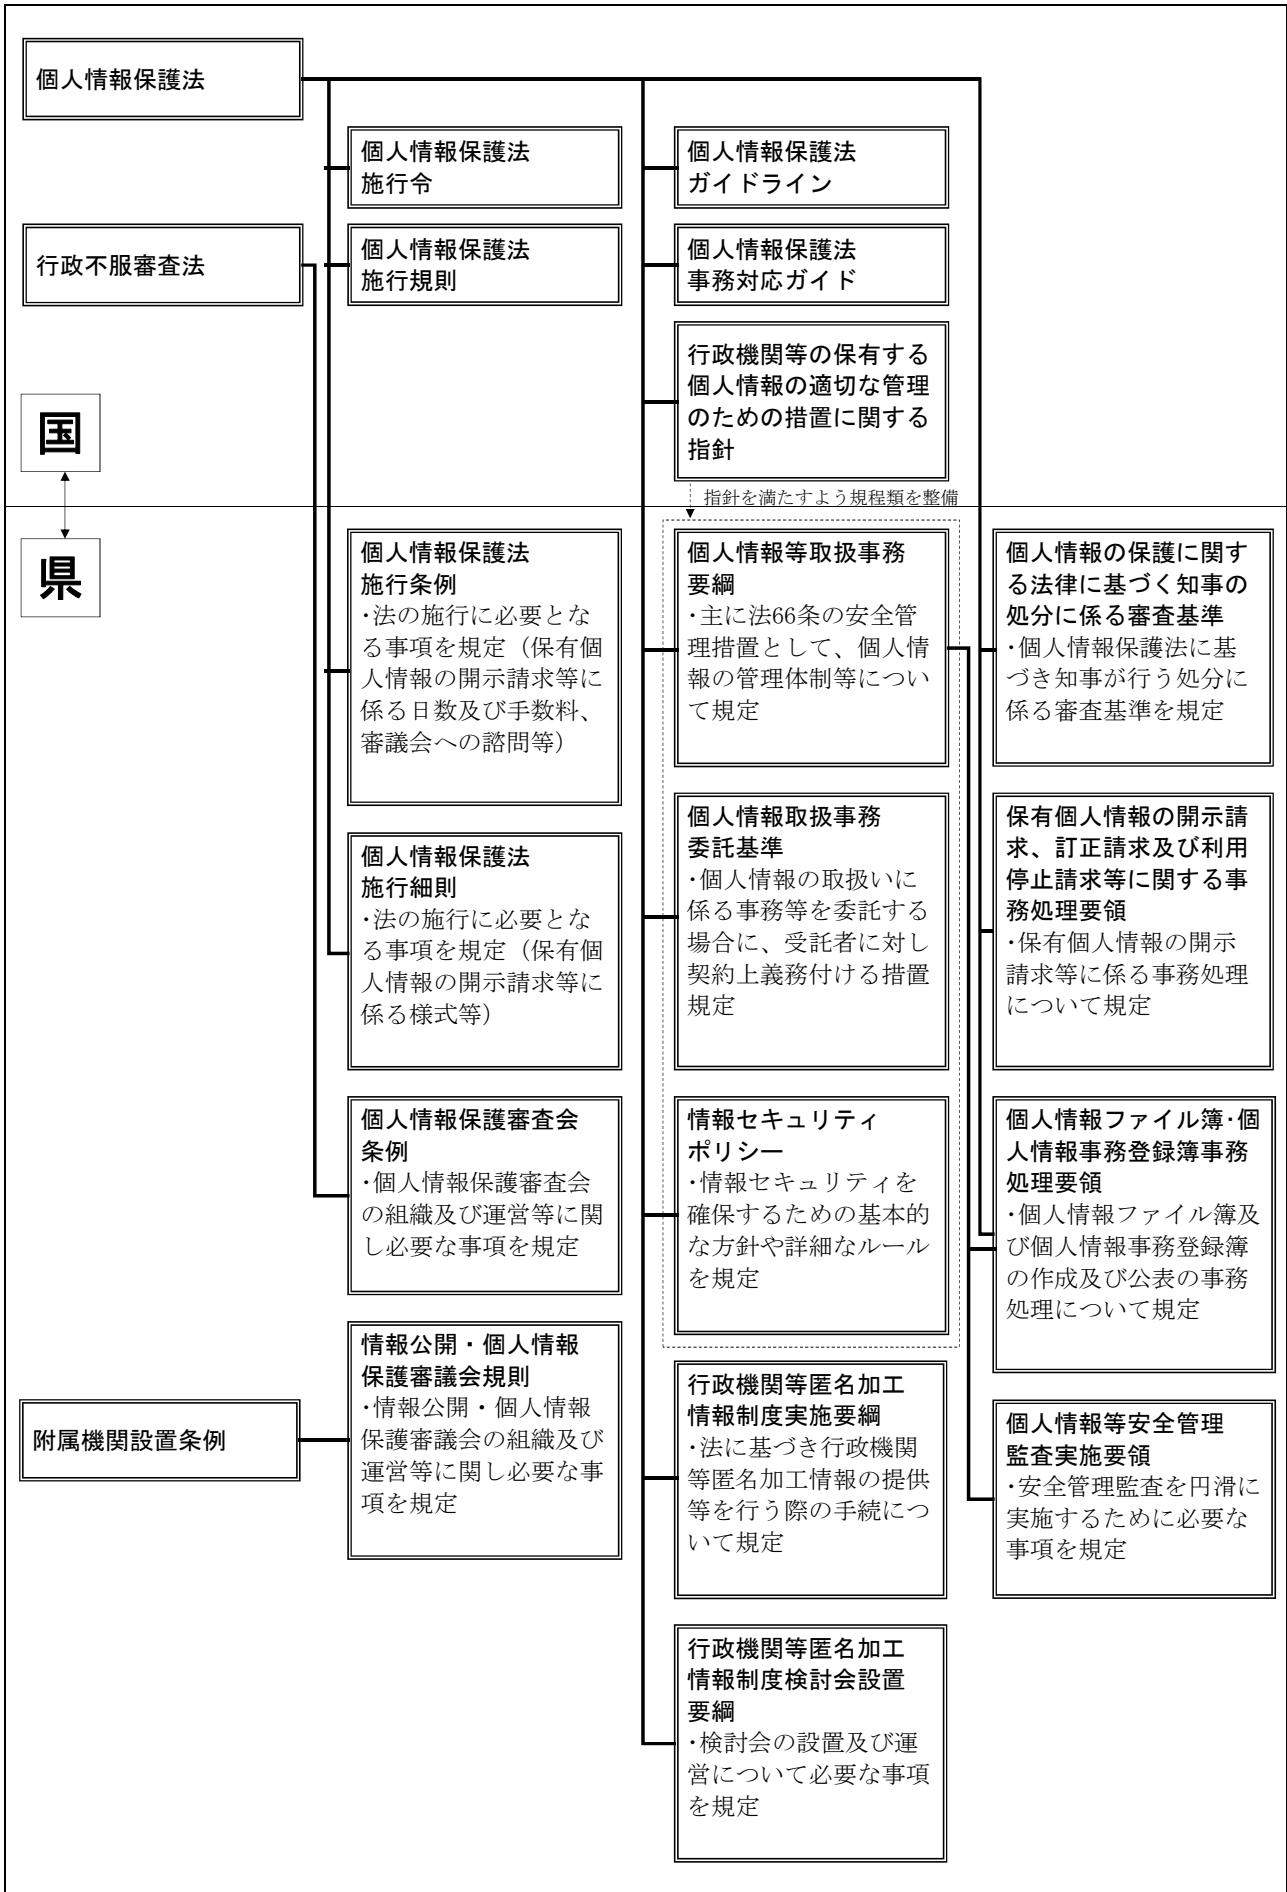 個人情報保護法
個人情報保護法
施行令
個人情報保護法
ガイドライン
行政不服審査法
個人情報保護法
施行規則
個人情報保護法
事務対応ガイド
行政機関等の保有する
個人情報の適切な管理
のための措置に関する
指針
国
指針を満たすよう規程類を整備
県
個人情報保護法
施行条例
・法の施行に必要とな
る事項を規定（保有個
人情報の開示請求等に
係る日数及び手数料、
審議会への諮問等）
個人情報等取扱事務
要綱
・主に法66条の安全管
理措置として、個人情
報の管理体制等につい
て規定
個人情報の保護に関す
る法律に基づく知事の
処分に係る審査基準
・個人情報保護法に基
づき知事が行う処分に
係る審査基準を規定
個人情報保護法
施行細則
・法の施行に必要とな
る事項を規定（保有個
人情報の開示請求等に
係る様式等）
個人情報取扱事務
委託基準
・個人情報の取扱いに
係る事務等を委託する
場合に、受託者に対し
契約上義務付ける措置
規定
保有個人情報の開示請
求、訂正請求及び利用
停止請求等に関する事
務処理要領
・保有個人情報の開示
請求等に係る事務処理
について規定
個人情報保護審査会
条例
・個人情報保護審査会
の組織及び運営等に関
し必要な事項を規定
情報セキュリティ
ポリシー
・情報セキュリティを
確保するための基本的
な方針や詳細なルール
を規定
個人情報ファイル簿・個
人情報事務登録簿事務
処理要領
・個人情報ファイル簿及
び個人情報事務登録簿
の作成及び公表の事務
処理について規定
附属機関設置条例
情報公開・個人情報
保護審議会規則
・情報公開・個人情報
保護審議会の組織及び
運営等に関し必要な事
項を規定
行政機関等匿名加工
情報制度実施要綱
・法に基づき行政機関
等匿名加工情報の提供
等を行う際の手続につ
いて規定
個人情報等安全管理
監査実施要領
・安全管理監査を円滑に
実施するために必要な
事項を規定
行政機関等匿名加工
情報制度検討会設置
要綱
・検討会の設置及び運
営について必要な事項
を規定